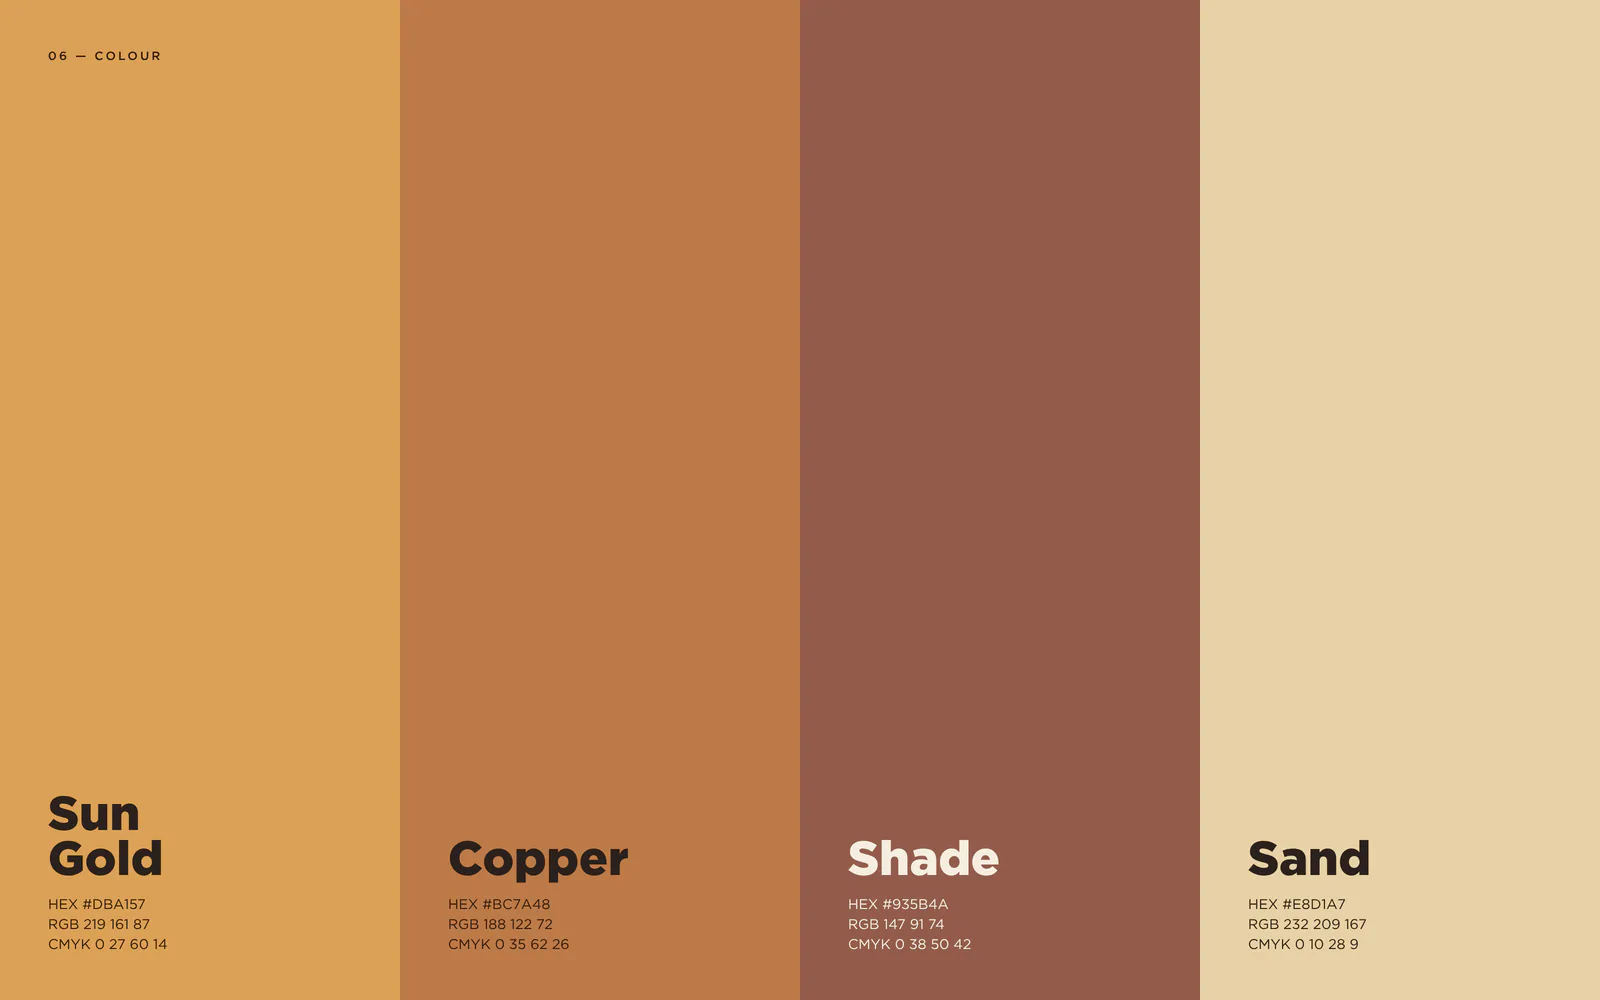 06 — COLOUR
Sun
Gold
HEX #DBA157
RGB 219 161 87
CMYK 0 27 60 14
Copper
HEX #BC7A48
RGB 188 122 72
CMYK 0 35 62 26
Shade
HEX #935B4A
RGB 147 91 74
CMYK 0 38 50 42
Sand
HEX #E8D1A7
RGB 232 209 167
CMYK 0 10 28 9